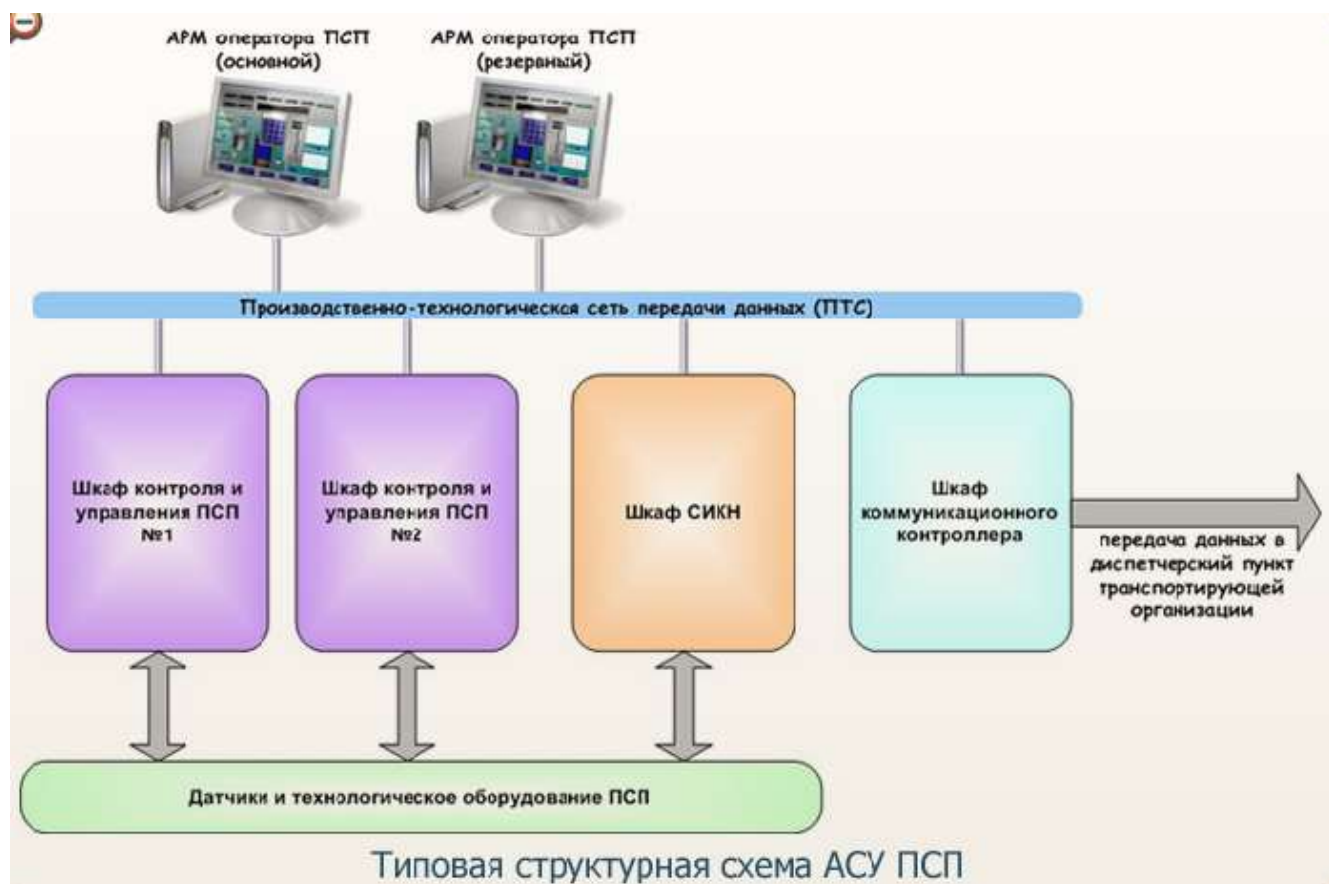 АРМ оператора ПСП
(основной)
АРМ оператора ПСП
(резервный)
Производственно-технологическая сеть передачи данных (ПТС)
Шкаф контроля и
управления ПСП
№1
Шкаф контроля и
управления ПСП
№2
Шкаф СИКН
Шкаф
коммуникационного
контроллера
передача данных в
диспетчерский пункт
транспортирующей
организации
Датчики и технологическое оборудование ПСП
Типовая структурная схема АСУ ПСП